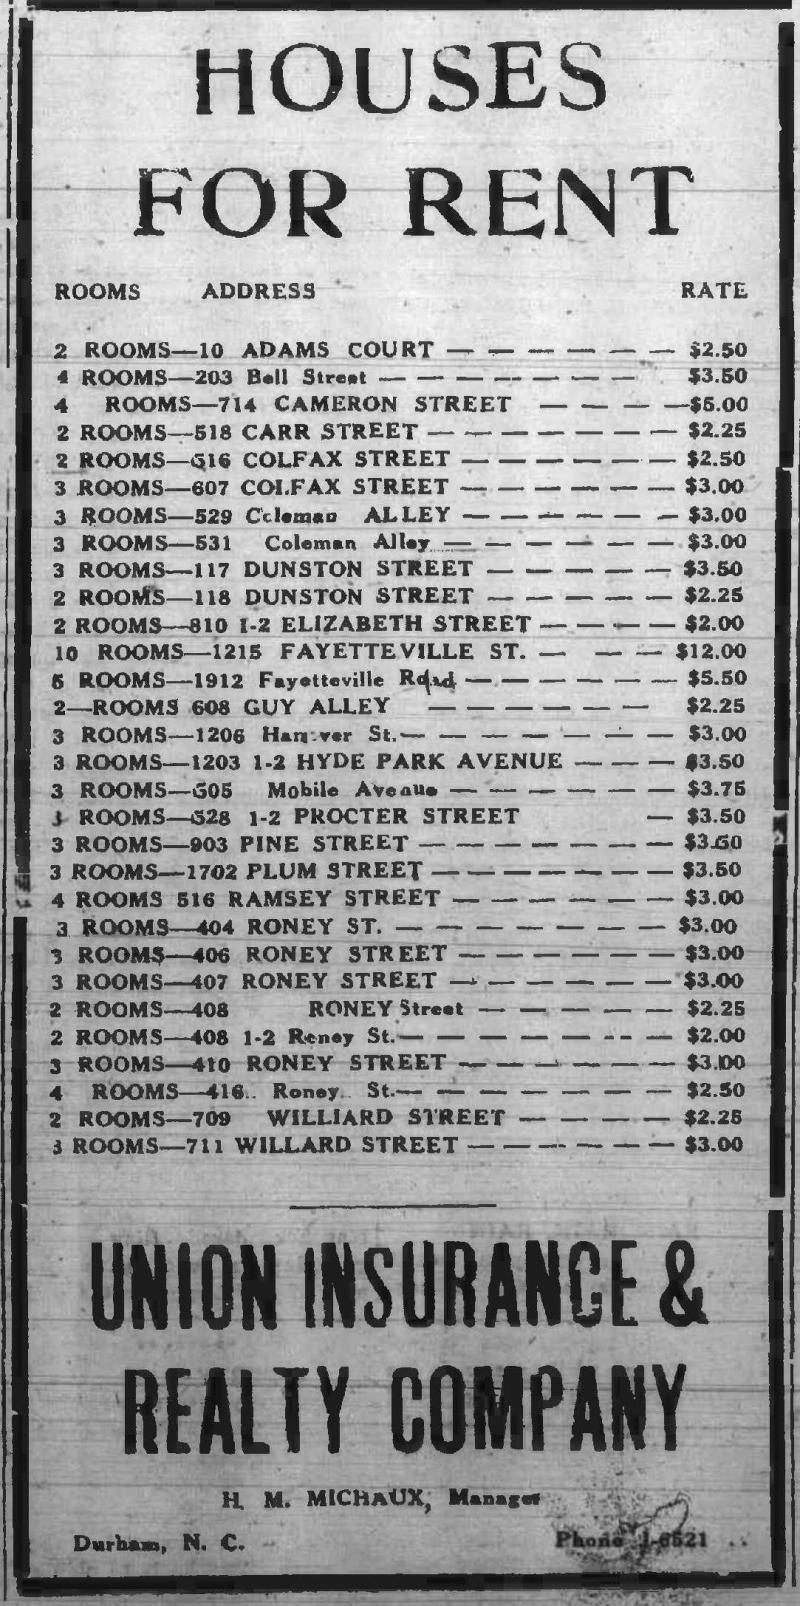 HOUSES
FOR RENT
ROOMS ADDRESS RATE
2 ROOMS—10 ADAMS COURT — — — — — — $2.50
4 ROOMS—203 Bell Street — — — — — — — $3.50
4 ROOMS—714 CAMERON STREET — — — —$5.00
2 ROOMS—518 CARR STREET — — — — — — — $2.25
2 ROOMS—516 COLFAX STREET — — — — — — $2.50
3 ROOMS—607 COLFAX STREET — — — — — — $3.00
3 ROOMS—529 Coleman ALLEY — — — — — — $3.00
3 ROOMS—531 Coleman Alley — — — — — — $3.00
3 ROOMS—117 DUNSTON STREET — — — — — $3.50
2 ROOMS—118 DUNSTON STREET — — — — — $2.25
2 ROOMS—810 1-2 ELIZABETH STREET — — — — $2.00
10 ROOMS—1215 FAYETTEVILLE ST. — — — — $12.00
5 ROOMS—1912 Fayetteville Road — — — — — — $5.50
2—ROOMS 608 GUY ALLEY — — — — — — $2.25
3 ROOMS—1206 Hanover St.— — — — — — — $3.00
3 ROOMS—1203 1-2 HYDE PARK AVENUE — — — $3.50
3 ROOMS—505 Mobile Avenue — — — — — — $3.75
ROOMS—528 1-2 PROCTER STREET — $3.50
3 ROOMS—903 PINE STREET — — — — — — — $3.50
3 ROOMS—1702 PLUM STREET — — — — — — — $3.50
4 ROOMS 516 RAMSEY STREET — — — — — — $3.00
3 ROOMS—404 RONEY ST. — — — — — — — $3.00
3 ROOMS—406 RONEY STREET — — — — — — $3.00
3 ROOMS—407 RONEY STREET — — — — — — $3.00
2 ROOMS—408 RONEY Street — — — — — — $2.25
2 ROOMS—408 1-2 Roney St.— — — — — -- — $2.00
3 ROOMS—410 RONEY STREET — — — — — — $3.00
4 ROOMS—416.. Roney.. St.— — — — — — — $2.50
2 ROOMS—709 WILLIARD STREET — — — — — $2.25
3 ROOMS—711 WILLARD STREET — — — — — — $3.00
UNION INSURANCE &
REALTY COMPANY
H. M. MICHAUX, Manager
Durham, N. C. Phone J-6521 ..